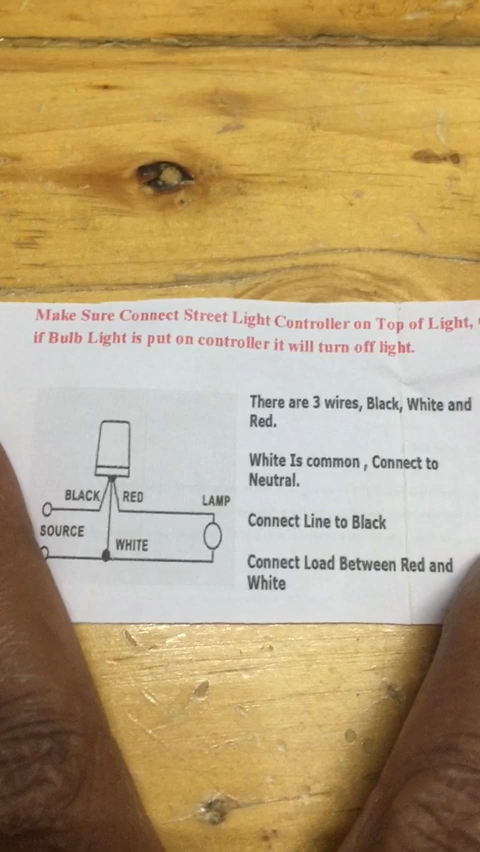 Make Sure Connect Street Light Controller on Top of Light,
if Bulb Light is put on controller it will turn off light.
There are 3 wires, Black, White and
Red.
White Is common , Connect to
Neutral.
Connect Line to Black
Connect Load Between Red and
White
BLACK RED LAMP
SOURCE
WHITE